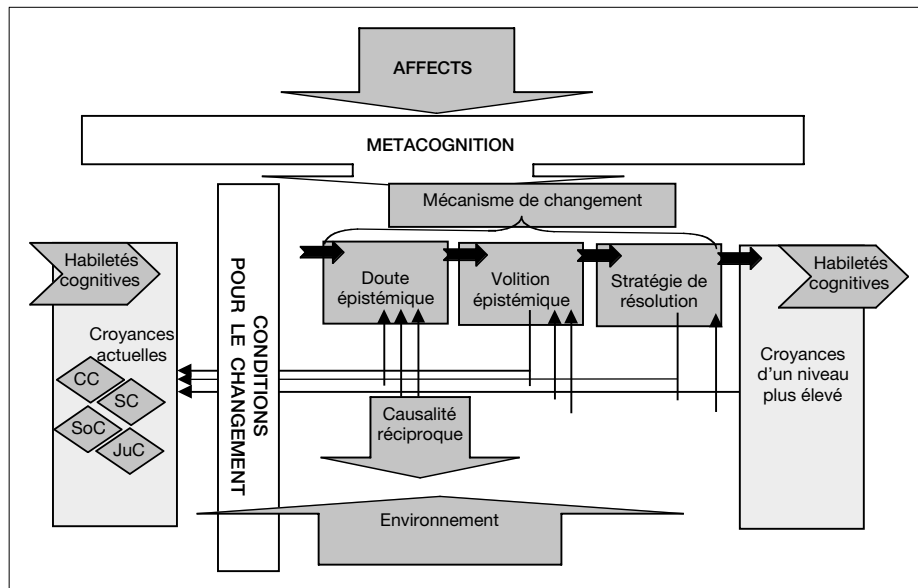 AFFECTS
METACOGNITION
Mécanisme de changement
Habiletés
cognitives
Croyances
actuelles
CC
SC
SoC
JuC
CONDITIONS
POUR LE CHANGEMENT
Doute
épistémique
Volition
épistémique
Stratégie de
résolution
Habiletés
cognitives
Croyances
d'un niveau
plus élevé
Causalité
réciproque
Environnement